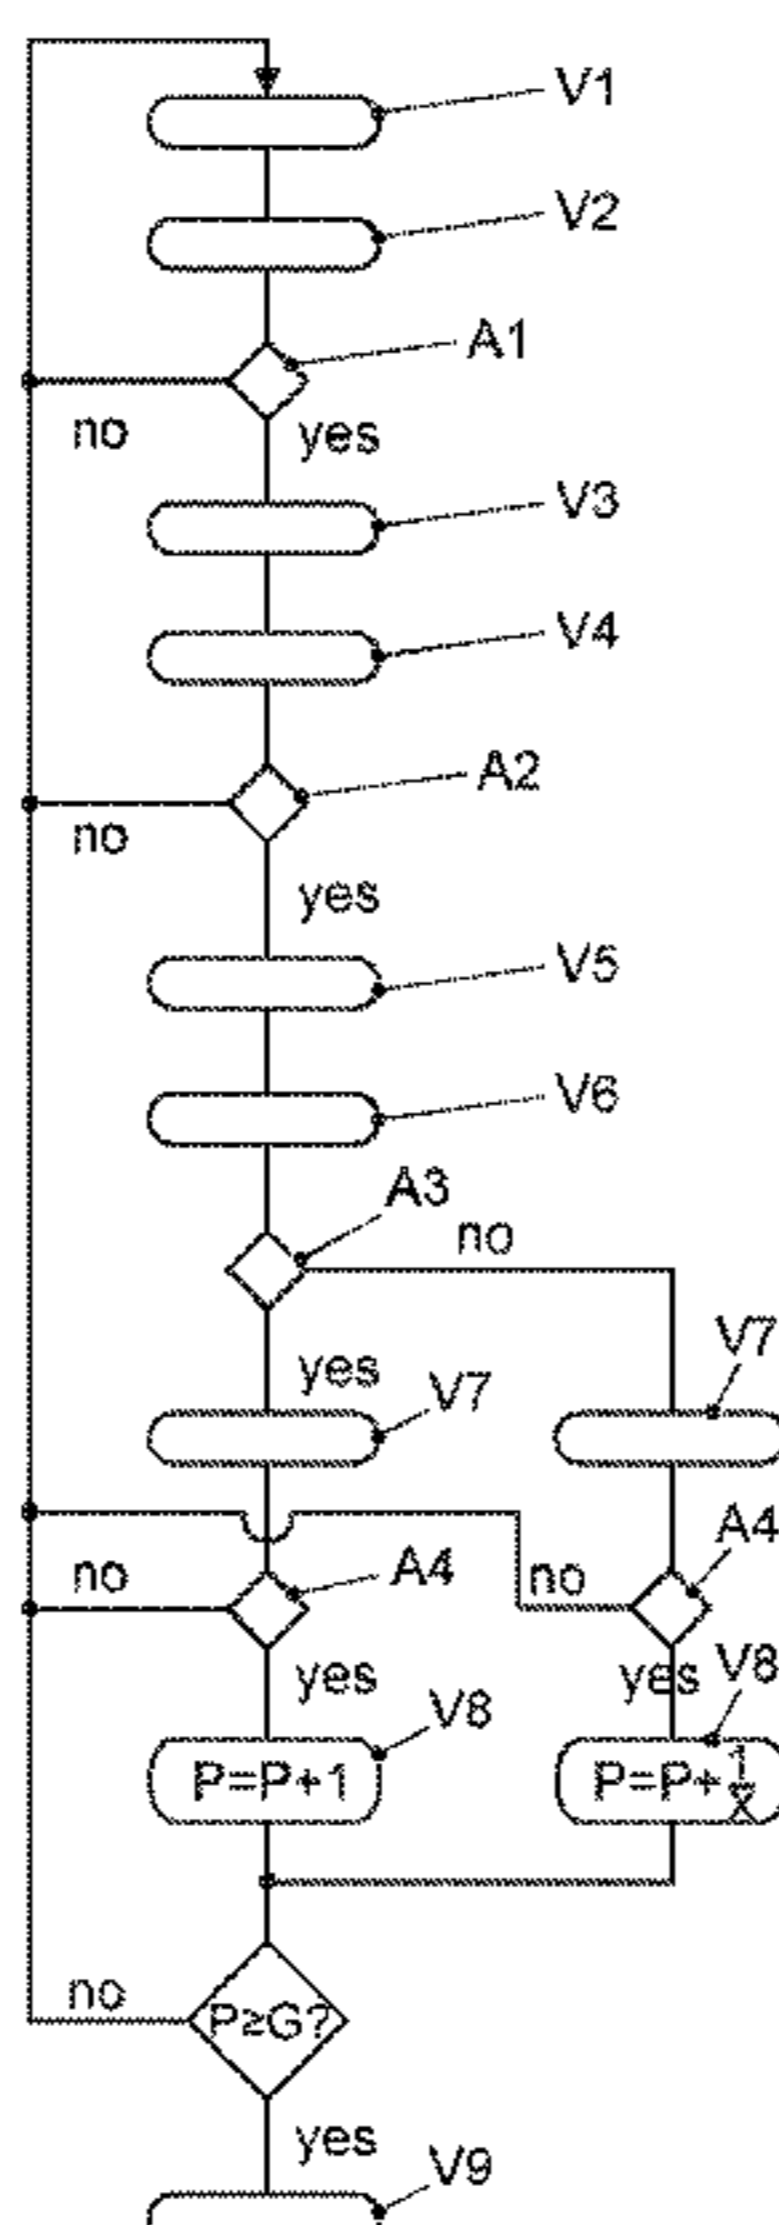 V1
V2
A1
no
yes
V3
V4
A2
no
yes
V5
V6
A3
no
yes
V7
V7
no
A4
no
A4
yes
V8
yes
V8
P=P+1
P=P+1/X
no
P≥G?
yes
V9